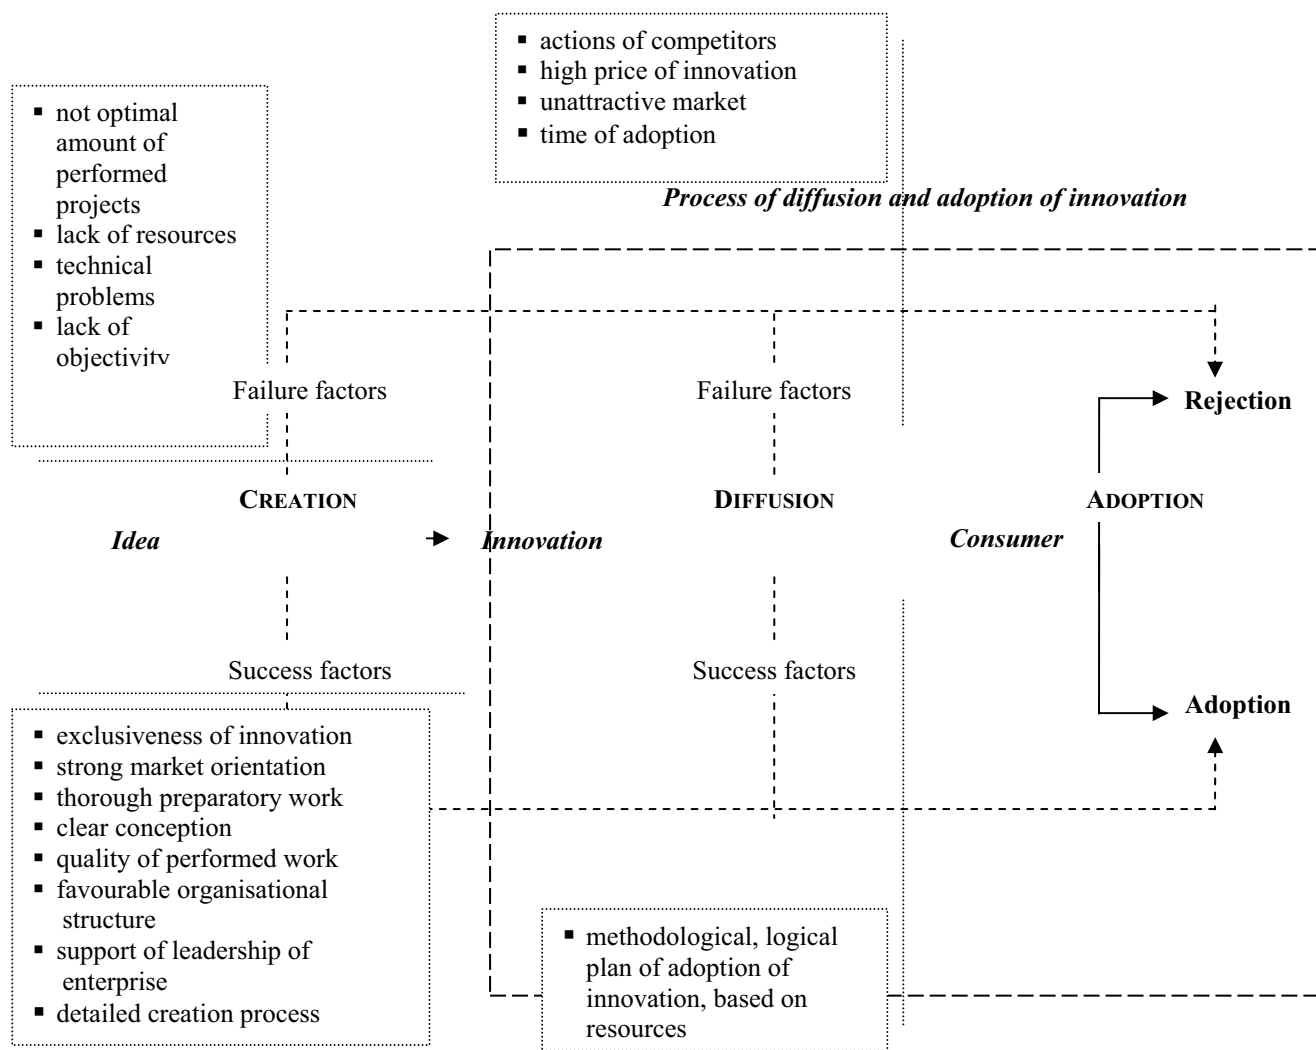 ▪ actions of competitors
▪ high price of innovation
▪ unattractive market
▪ time of adoption
▪ not optimal
amount of
performed
projects
▪ lack of resources
▪ technical
problems
▪ lack of
objectivity
Process of diffusion and adoption of innovation
Failure factors
Failure factors
Rejection
CREATION
DIFFUSION
ADOPTION
Idea
Innovation
Consumer
Success factors
Success factors
Adoption
▪ exclusiveness of innovation
▪ strong market orientation
▪ thorough preparatory work
▪ clear conception
▪ quality of performed work
▪ favourable organisational
structure
▪ support of leadership of
enterprise
▪ detailed creation process
▪ methodological, logical
plan of adoption of
innovation, based on
resources